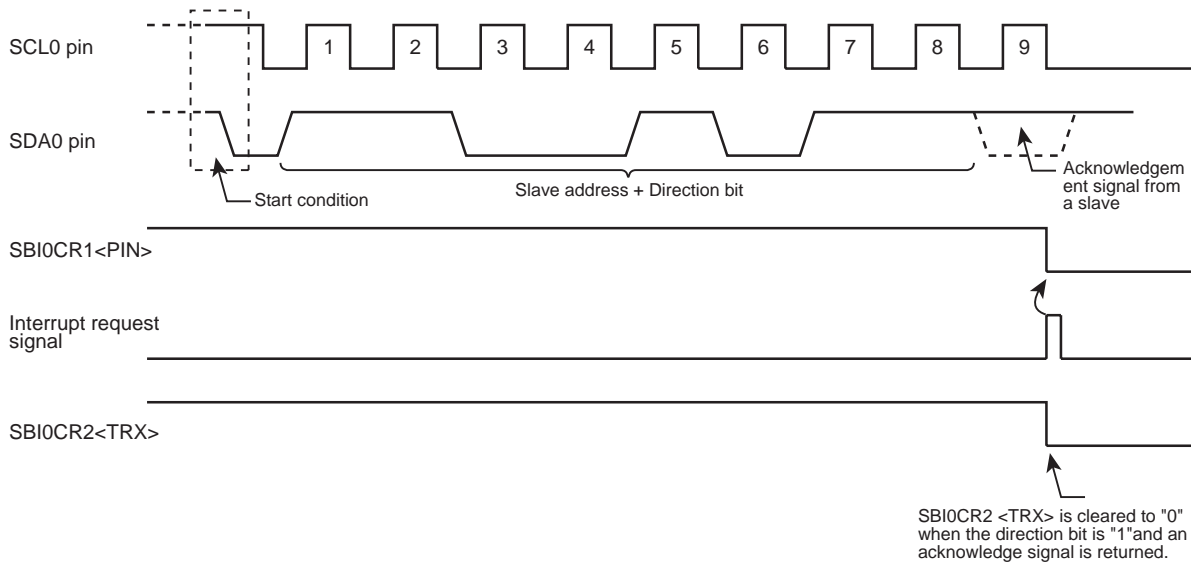 SCL0 pin
1 2 3 4 5 6 7 8 9
SDA0 pin
Start condition
Slave address + Direction bit
Acknowledgem
ent signal from
a slave
SBI0CR1<PIN>
Interrupt request
signal
SBI0CR2<TRX>
SBI0CR2 <TRX> is cleared to "0"
when the direction bit is "1"and an
acknowledge signal is returned.